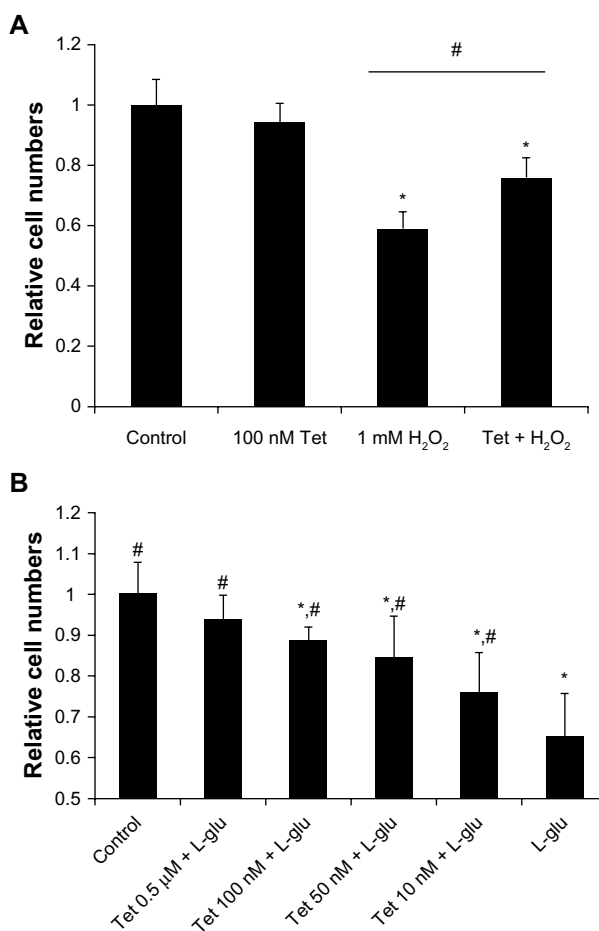 A
Relative cell numbers
1.2
1
0.8
0.6
0.4
0.2
0
#
*
*
Control
100 nM Tet
1 mM H₂O₂
Tet + H₂O₂
B
Relative cell numbers
1.2
1.1
1
0.9
0.8
0.7
0.6
0.5
#
#
*,#
*,#
*,#
*
Control
Tet 0.5 µM + L-glu
Tet 100 nM + L-glu
Tet 50 nM + L-glu
Tet 10 nM + L-glu
L-glu